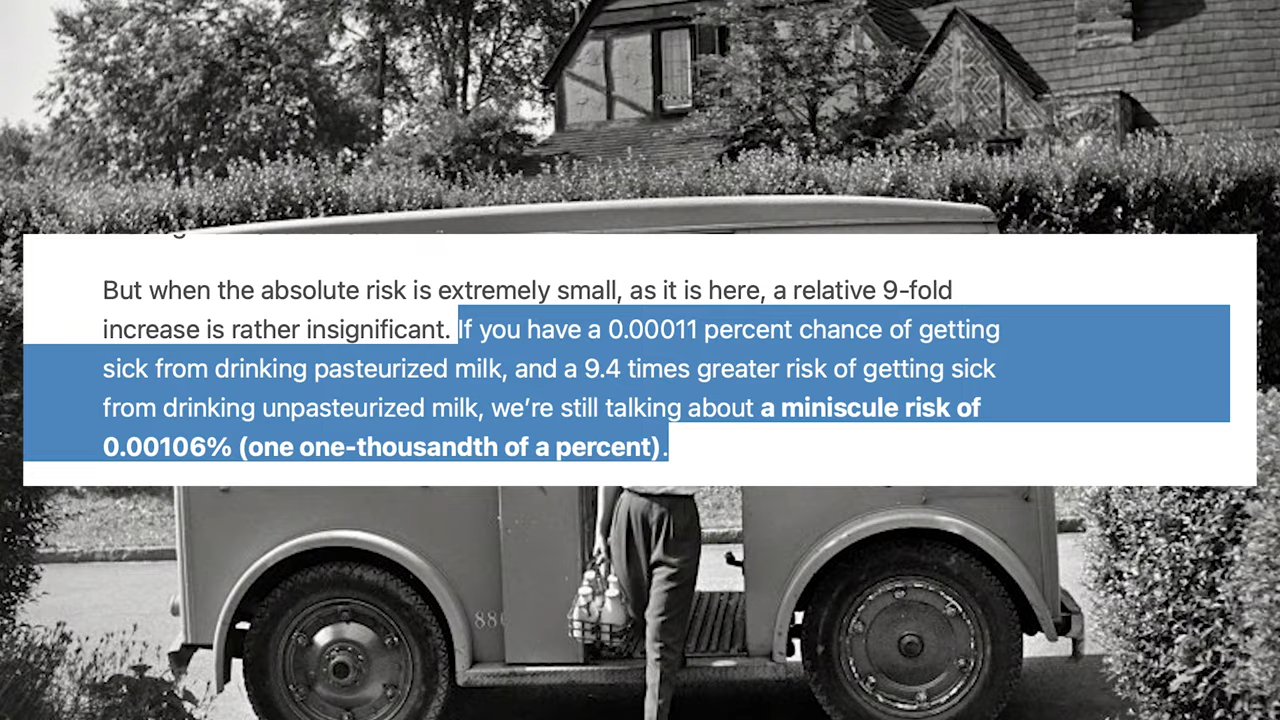 But when the absolute risk is extremely small, as it is here, a relative 9-fold
increase is rather insignificant. If you have a 0.00011 percent chance of getting
sick from drinking pasteurized milk, and a 9.4 times greater risk of getting sick
from drinking unpasteurized milk, we’re still talking about a miniscule risk of
0.00106% (one one-thousandth of a percent).